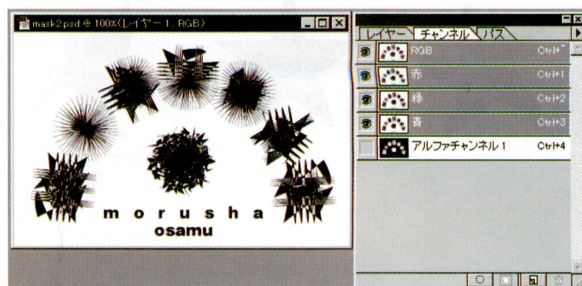 mask2.psd @ 100%(レイヤー 1, RGB)
morusha
osamu
レイヤー チャンネル パス
RGB Ctrl+~
赤 Ctrl+1
緑 Ctrl+2
青 Ctrl+3
アルファチャンネル 1 Ctrl+4